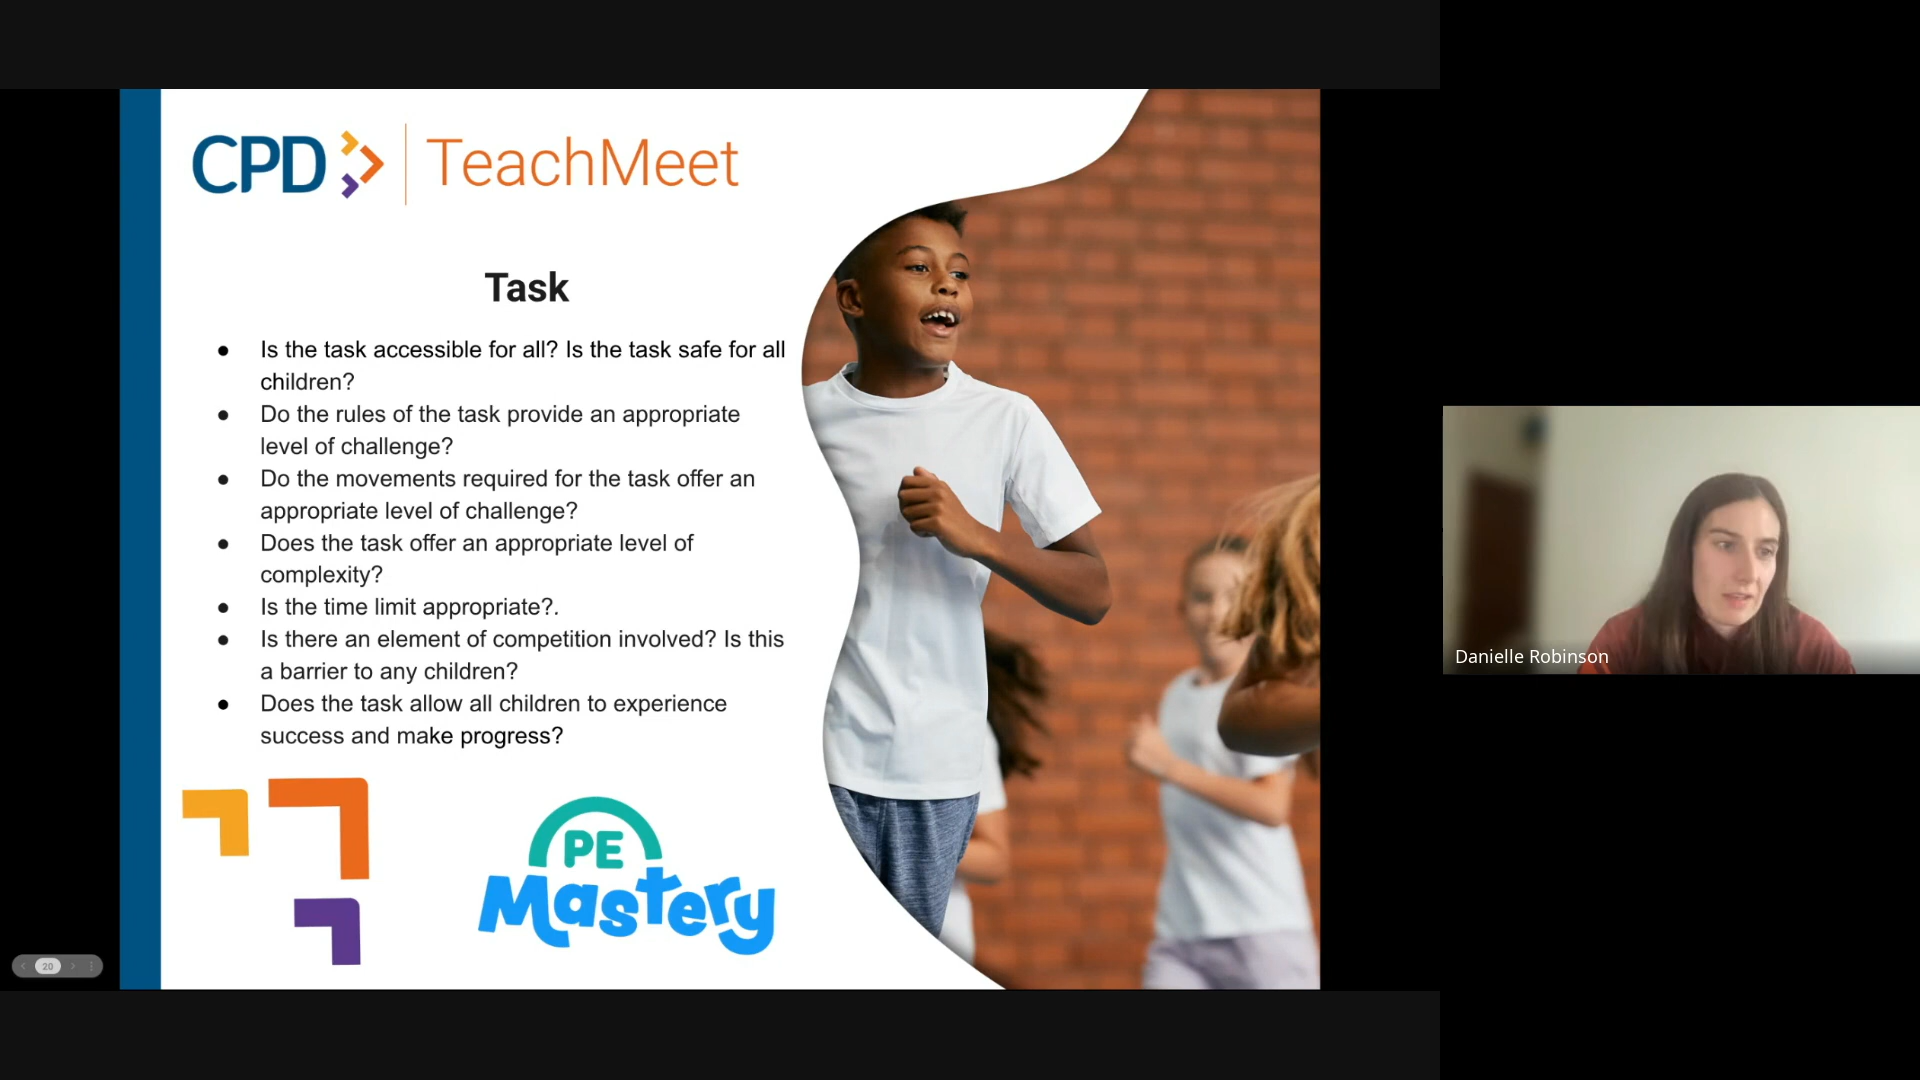 CPD
TeachMeet
Task
● Is the task accessible for all? Is the task safe for all
children?
● Do the rules of the task provide an appropriate
level of challenge?
● Do the movements required for the task offer an
appropriate level of challenge?
● Does the task offer an appropriate level of
complexity?
● Is the time limit appropriate?.
● Is there an element of competition involved? Is this
a barrier to any children?
● Does the task allow all children to experience
success and make progress?
PE
Mastery
20
Danielle Robinson